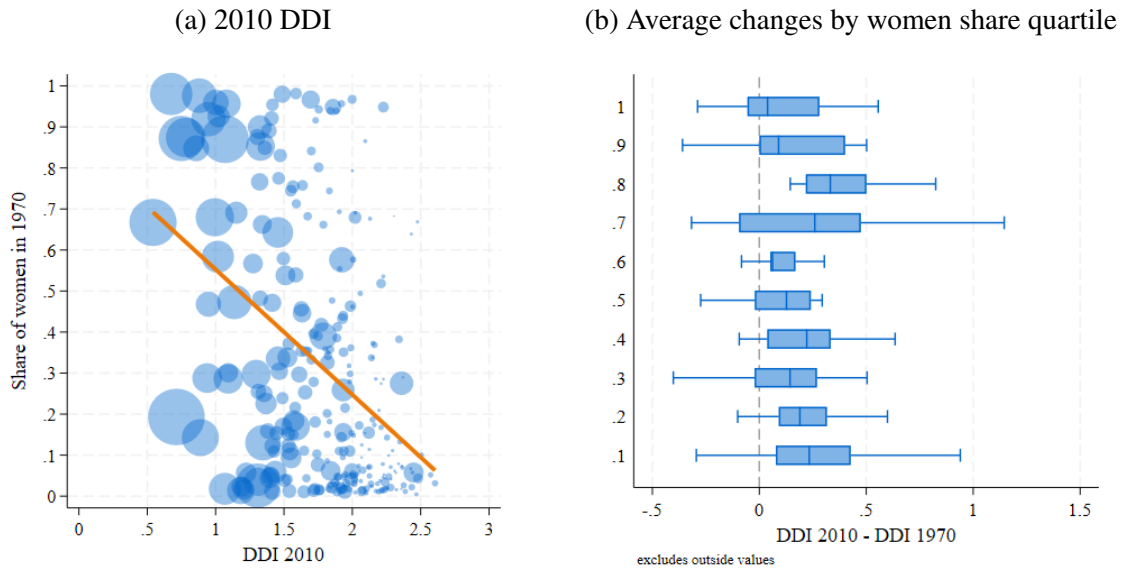 (a) 2010 DDI
Share of women in 1970
1
.9
.8
.7
.6
.5
.4
.3
.2
.1
0
0 .5 1 1.5 2 2.5 3
DDI 2010
(b) Average changes by women share quartile
1
.9
.8
.7
.6
.5
.4
.3
.2
.1
-.5 0 .5 1 1.5
DDI 2010 - DDI 1970
excludes outside values